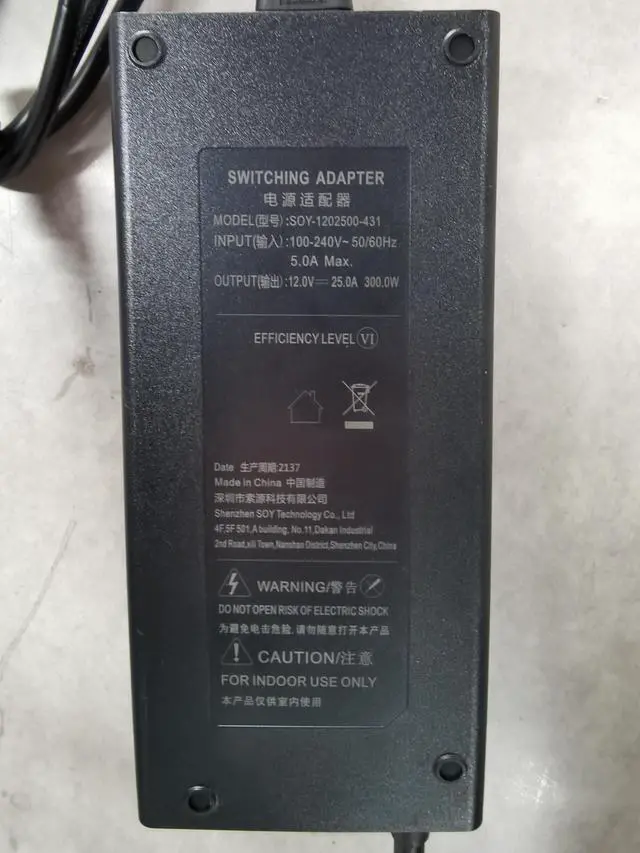 SWITCHING ADAPTER
电源适配器
MODEL(型号):SOY-1202500-431
INPUT(输入):100-240V~ 50/60Hz
5.0A Max.
OUTPUT(输出):12.0V⎓25.0A 300.0W
EFFICIENCY LEVEL VI
Date 生产周期:2137
Made in China 中国制造
深圳市索源科技有限公司
Shenzhen SOY Technology Co., Ltd
4F,5F 501,A building, No.11,Dakan Industrial
2nd Road,xili Town,Nanshan District,Shenzhen City,China
WARNING/警告
DO NOT OPEN RISK OF ELECTRIC SHOCK
为避免电击危险,请勿随意打开本产品
CAUTION/注意
FOR INDOOR USE ONLY
本产品仅供室内使用